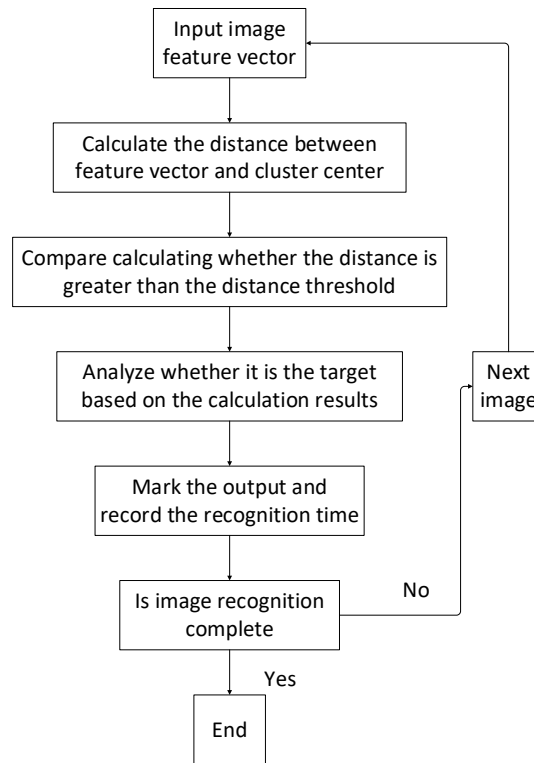 Input image
feature vector
Calculate the distance between
feature vector and cluster center
Compare calculating whether the distance is
greater than the distance threshold
Analyze whether it is the target
based on the calculation results
Next
image
Mark the output and
record the recognition time
Is image recognition
complete
No
Yes
End